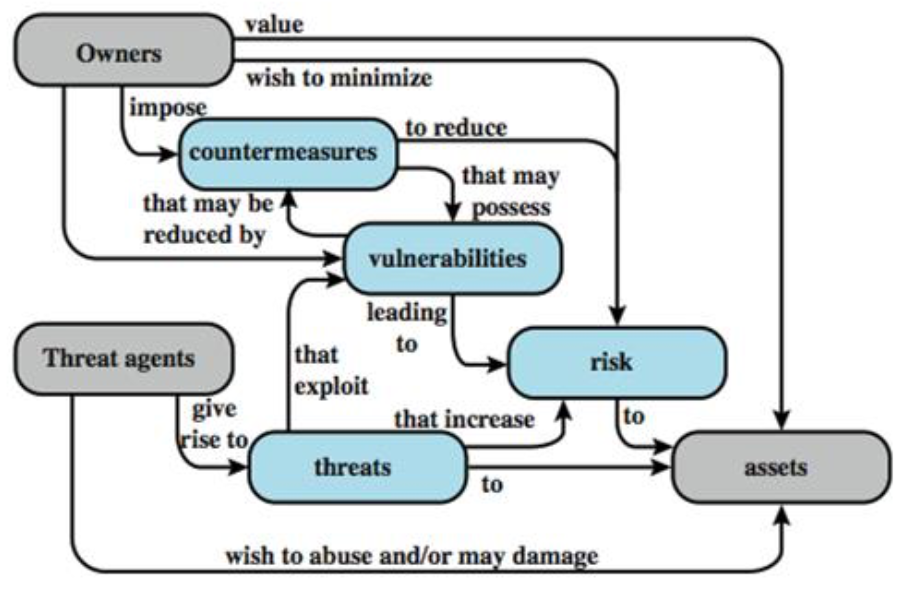 value
Owners
wish to minimize
impose
to reduce
countermeasures
that may
possess
that may be
reduced by
vulnerabilities
leading
to
Threat agents
that
exploit
risk
give
rise to
that increase
to
threats
assets
to
wish to abuse and/or may damage